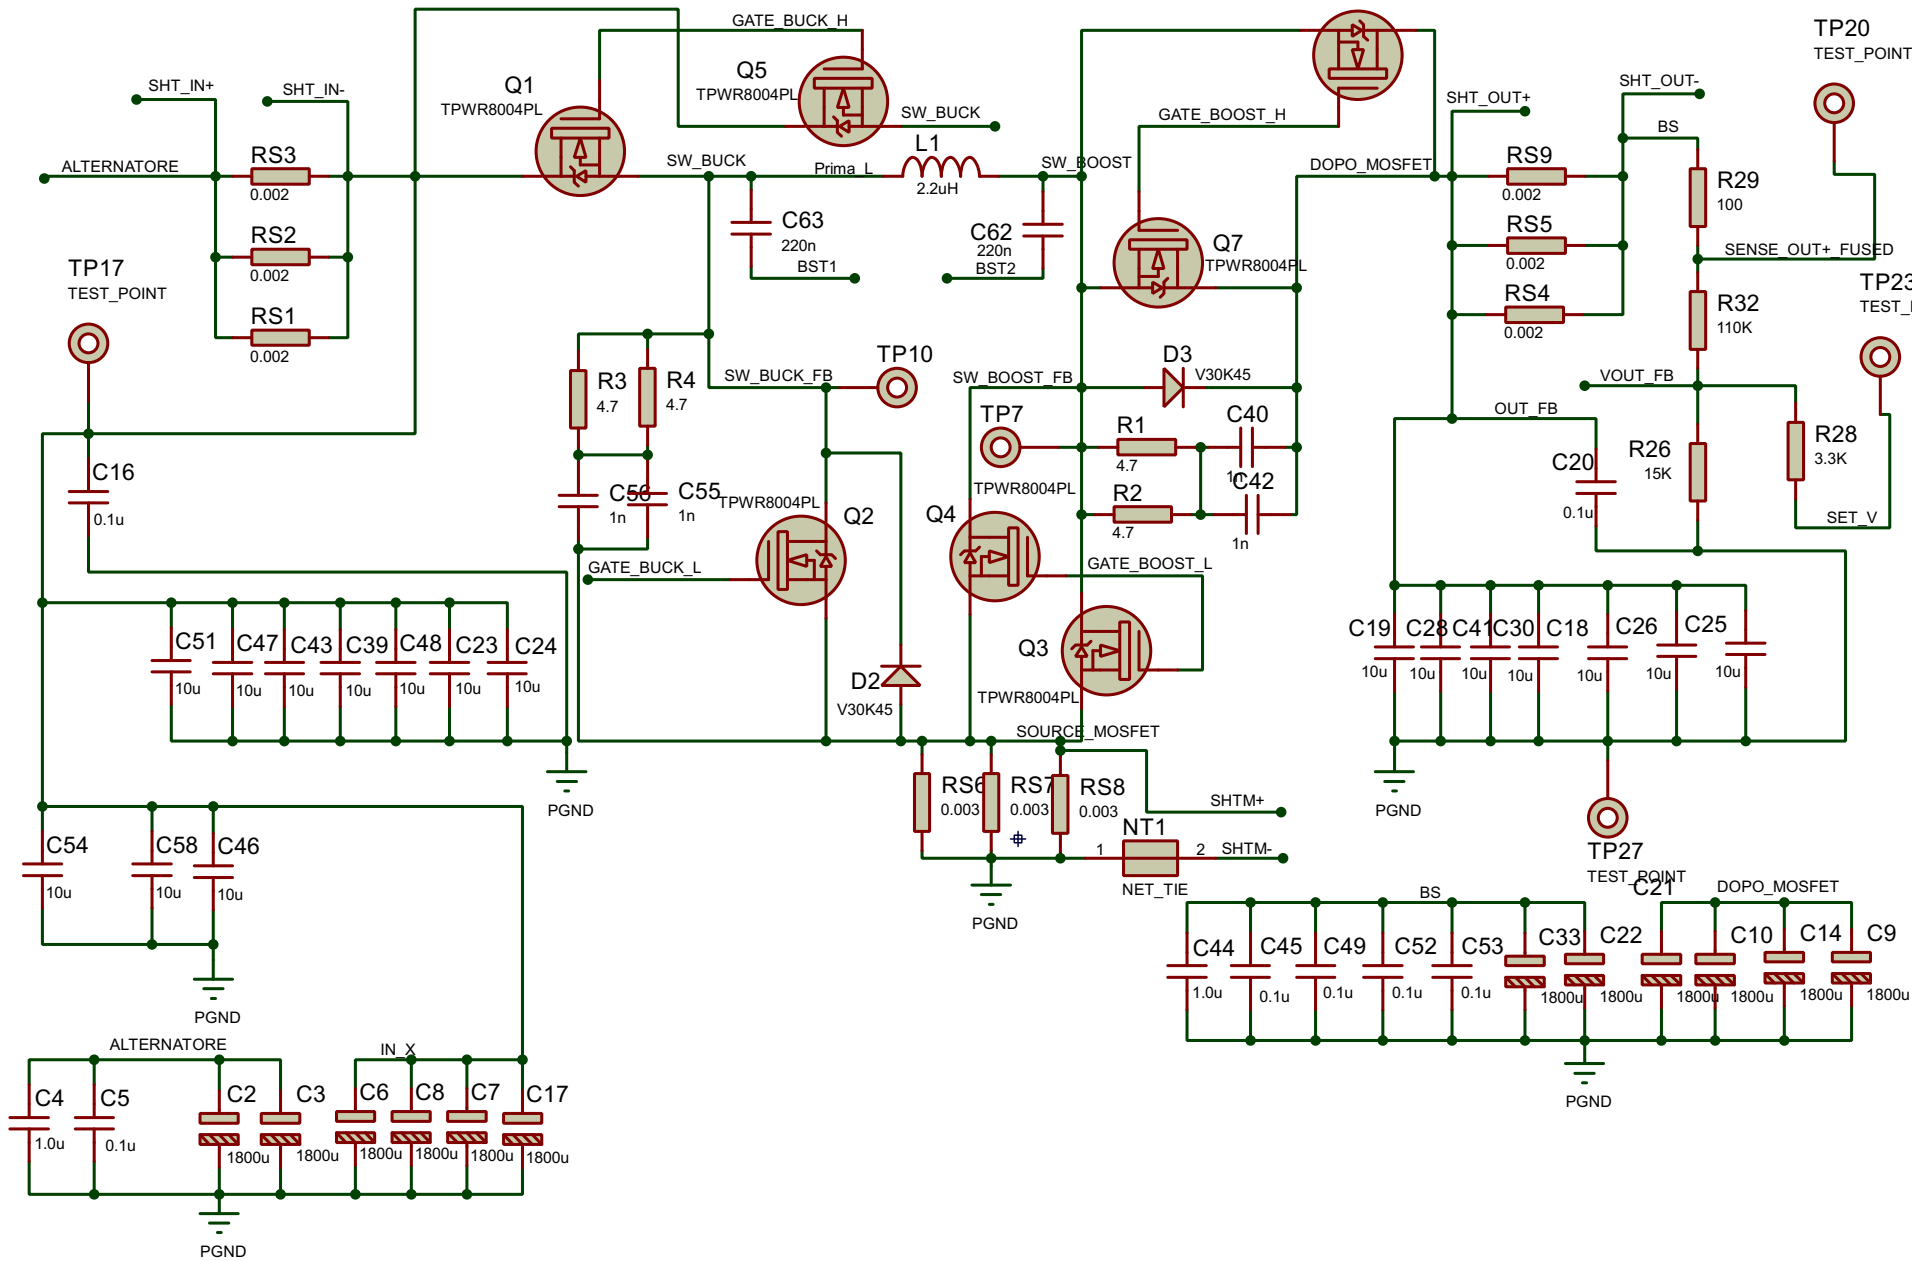 GATE_BUCK_H
TP20
TEST_POINT
Q1
TPWR8004PL
Q5
TPWR8004PL
SHT_IN+
SHT_IN-
SHT_OUT+
SHT_OUT-
SW_BUCK
GATE_BOOST_H
BS
ALTERNATORE
RS3
0.002
SW_BUCK
Prima_L
L1
2.2uH
SW_BOOST
DOPO_MOSFET
RS9
0.002
R29
100
RS2
0.002
C63
220n
BST1
C62
220n
BST2
Q7
TPWR8004PL
RS5
0.002
SENSE_OUT+_FUSED
TP17
TEST_POINT
RS1
0.002
RS4
0.002
R32
110K
TP23
TEST_
R3
4.7
R4
4.7
SW_BUCK_FB
TP10
SW_BOOST_FB
D3
V30K45
VOUT_FB
OUT_FB
TP7
R1
4.7
C40
1n
R2
4.7
C42
1n
R26
15K
R28
3.3K
SET_V
C20
0.1u
C16
0.1u
C56
1n
C55
1n
TPWR8004PL
Q2
TPWR8004PL
Q4
GATE_BUCK_L
GATE_BOOST_L
Q3
TPWR8004PL
D2
V30K45
C51
10u
C47
10u
C43
10u
C39
10u
C48
10u
C23
10u
C24
10u
C19
10u
C28
10u
C41
10u
C30
10u
C18
10u
C26
10u
C25
10u
SOURCE_MOSFET
PGND
RS6
0.003
RS7
0.003
RS8
0.003
SHTM+
NT1
1
2
SHTM-
NET_TIE
PGND
PGND
TP27
TEST_POINT
C54
10u
C58
10u
C46
10u
PGND
BS
C21
DOPO_MOSFET
C44
1.0u
C45
0.1u
C49
0.1u
C52
0.1u
C53
0.1u
C33
1800u
C22
1800u
1800u
C10
1800u
C14
1800u
C9
1800u
PGND
ALTERNATORE
IN_X
C4
1.0u
C5
0.1u
C2
1800u
C3
1800u
C6
1800u
C8
1800u
C7
1800u
C17
1800u
PGND